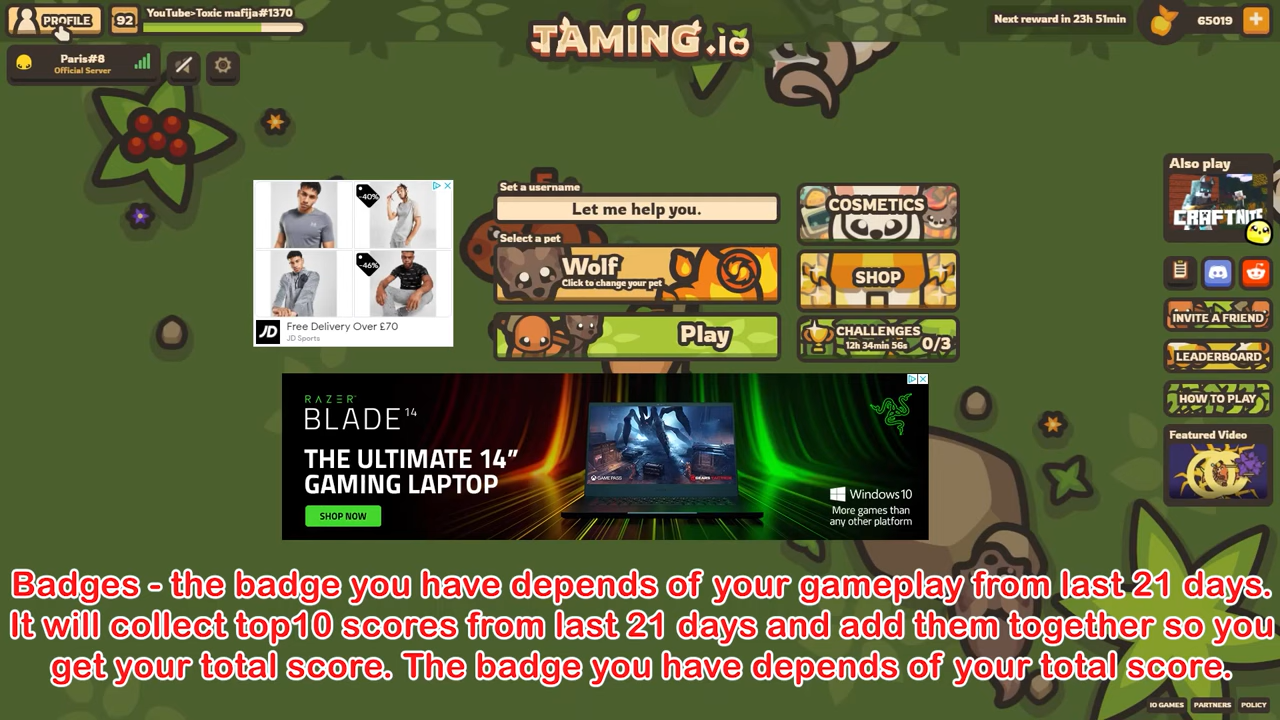 PROFILE
92
YouTube>Toxic mafija#1370
TAMING.io
Next reward in 23h 51min
65019
Paris#8
Official Server
Also play
CRAFTNITE
-40%
-46%
JD
Free Delivery Over £70
JD Sports
Set a username
Let me help you.
Select a pet
Wolf
Click to change your pet
Play
COSMETICS
SHOP
CHALLENGES
12h 34min 56s
0/3
INVITE A FRIEND
LEADERBOARD
HOW TO PLAY
Featured Video
RAZER
BLADE 14
THE ULTIMATE 14”
GAMING LAPTOP
SHOP NOW
GAME PASS
Windows10
More games than
any other platform
Badges - the badge you have depends of your gameplay from last 21 days.
It will collect top10 scores from last 21 days and add them together so you
get your total score. The badge you have depends of your total score.
IO GAMES
PARTNERS
POLICY